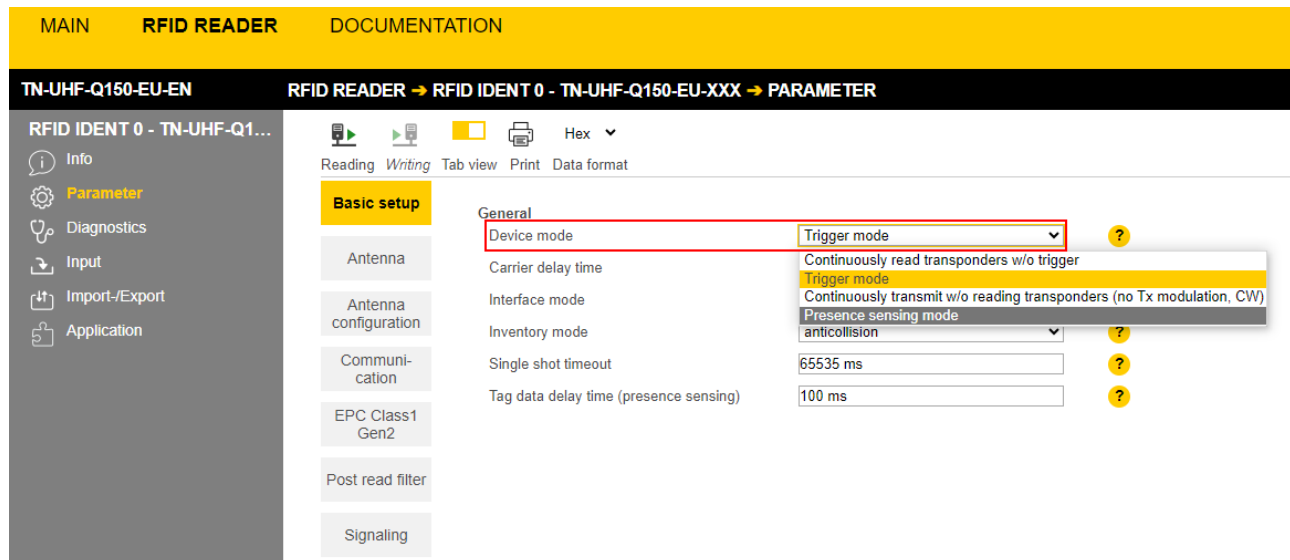 MAIN RFID READER DOCUMENTATION
TN-UHF-Q150-EU-EN RFID READER ➔ RFID IDENT 0 - TN-UHF-Q150-EU-XXX ➔ PARAMETER
RFID IDENT 0 - TN-UHF-Q1...
Info
Parameter
Diagnostics
Input
Import-/Export
Application
Hex
Reading Writing Tab view Print Data format
Basic setup
Antenna
Antenna
configuration
Communi-
cation
EPC Class1
Gen2
Post read filter
Signaling
General
Device mode Trigger mode ?
Continuously read transponders w/o trigger
Trigger mode
Continuously transmit w/o reading transponders (no Tx modulation, CW)
Presence sensing mode
Carrier delay time
Interface mode
Inventory mode anticollision ?
Single shot timeout 65535 ms ?
Tag data delay time (presence sensing) 100 ms ?